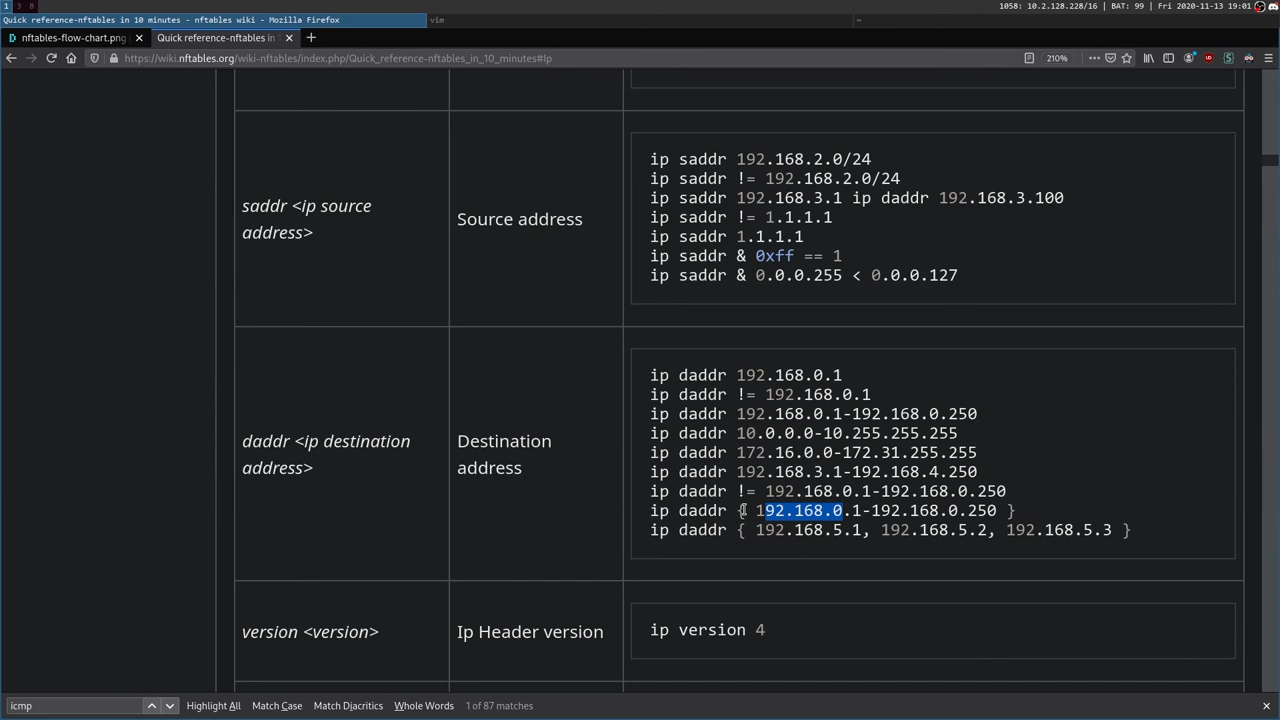 1 3 8 1058: 10.2.128.228/16 | BAT: 99 | Fri 2020-11-13 19:01
Quick reference-nftables in 10 minutes - nftables wiki - Mozilla Firefox vim ~
nftables-flow-chart.png Quick reference-nftables in
https://wiki.nftables.org/wiki-nftables/index.php/Quick_reference-nftables_in_10_minutes#Ip 210%
saddr <ip source
address>
Source address
ip saddr 192.168.2.0/24
ip saddr != 192.168.2.0/24
ip saddr 192.168.3.1 ip daddr 192.168.3.100
ip saddr != 1.1.1.1
ip saddr 1.1.1.1
ip saddr & 0xff == 1
ip saddr & 0.0.0.255 < 0.0.0.127
daddr <ip destination
address>
Destination
address
ip daddr 192.168.0.1
ip daddr != 192.168.0.1
ip daddr 192.168.0.1-192.168.0.250
ip daddr 10.0.0.0-10.255.255.255
ip daddr 172.16.0.0-172.31.255.255
ip daddr 192.168.3.1-192.168.4.250
ip daddr != 192.168.0.1-192.168.0.250
ip daddr { 192.168.0.1-192.168.0.250 }
ip daddr { 192.168.5.1, 192.168.5.2, 192.168.5.3 }
version <version>
Ip Header version
ip version 4
icmp Highlight All Match Case Match Diacritics Whole Words 1 of 87 matches